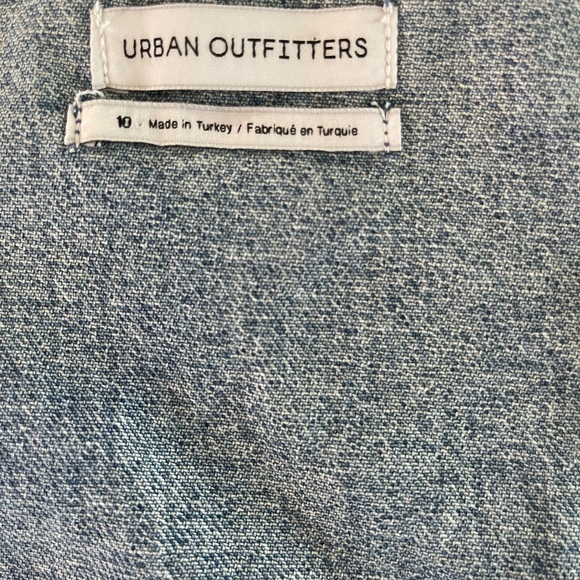 URBAN OUTFITTERS
10 . Made in Turkey / Fabriqué en Turquie